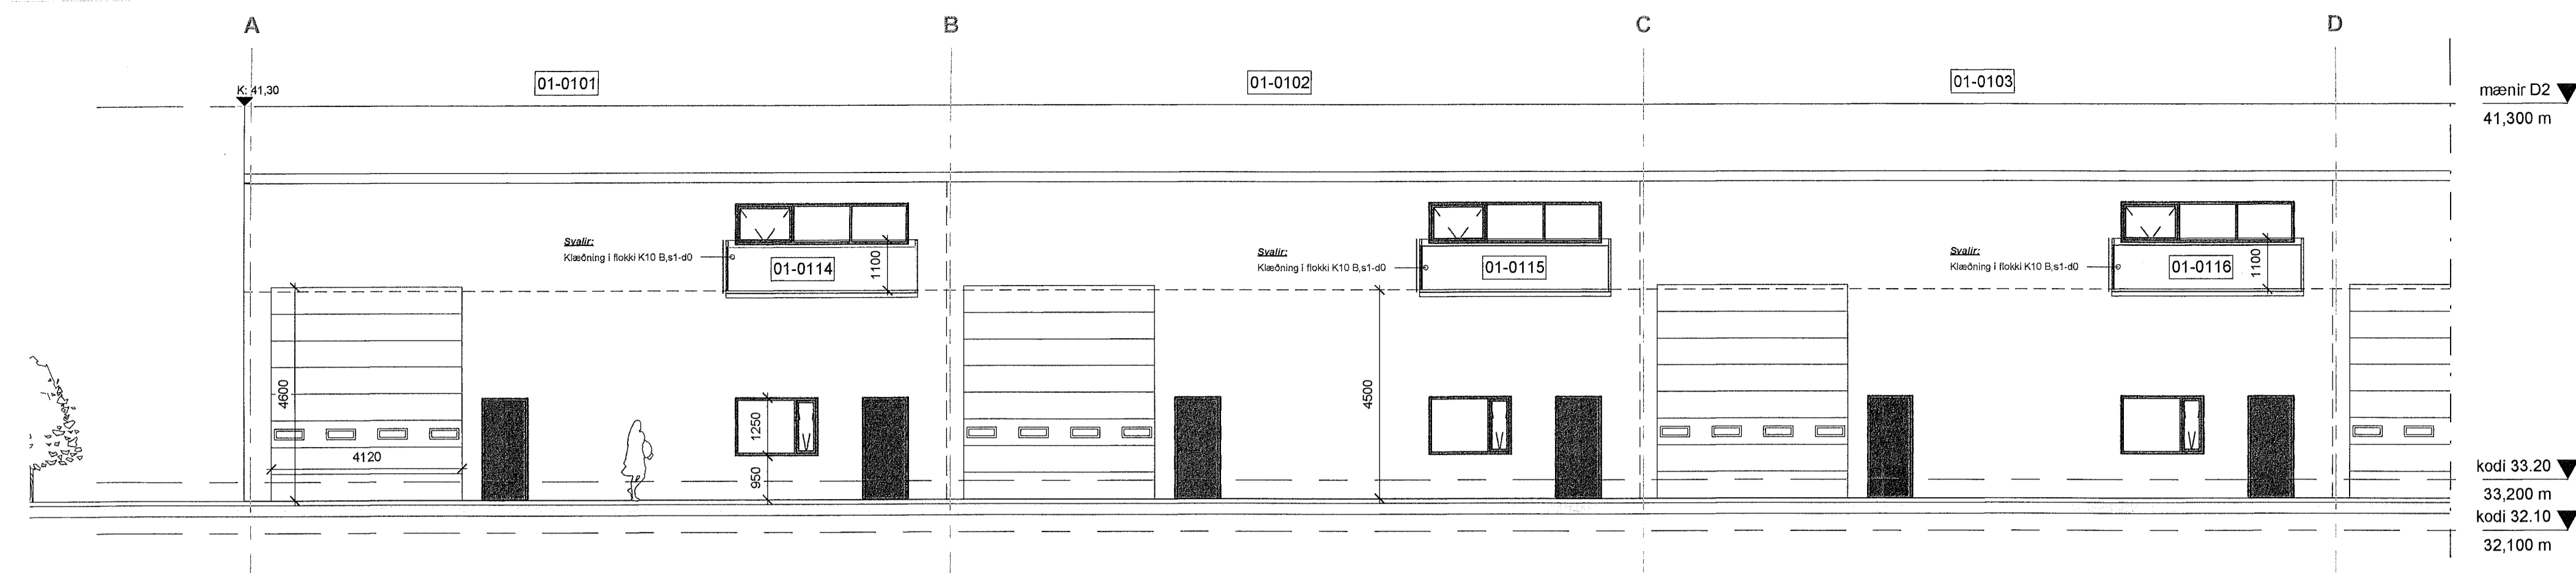 A
B
C
D
K: 41,30
01-0101
01-0102
01-0103
mænir D2
41,300 m
Svalir:
Klæðning í flokki K10 B,s1-d0
01-0114
1100
Svalir:
Klæðning í flokki K10 B,s1-d0
01-0115
Svalir:
Klæðning í flokki K10 B,s1-d0
01-0116
1100
4600
4120
1250
950
4500
kodi 33.20
33,200 m
kodi 32.10
32,100 m